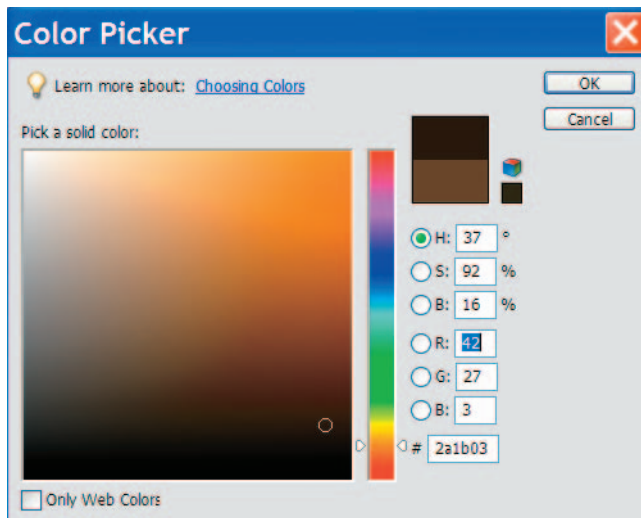 Color Picker
Learn more about: Choosing Colors
OK
Cancel
Pick a solid color:
H: 37 °
S: 92 %
B: 16 %
R: 42
G: 27
B: 3
# 2a1b03
Only Web Colors